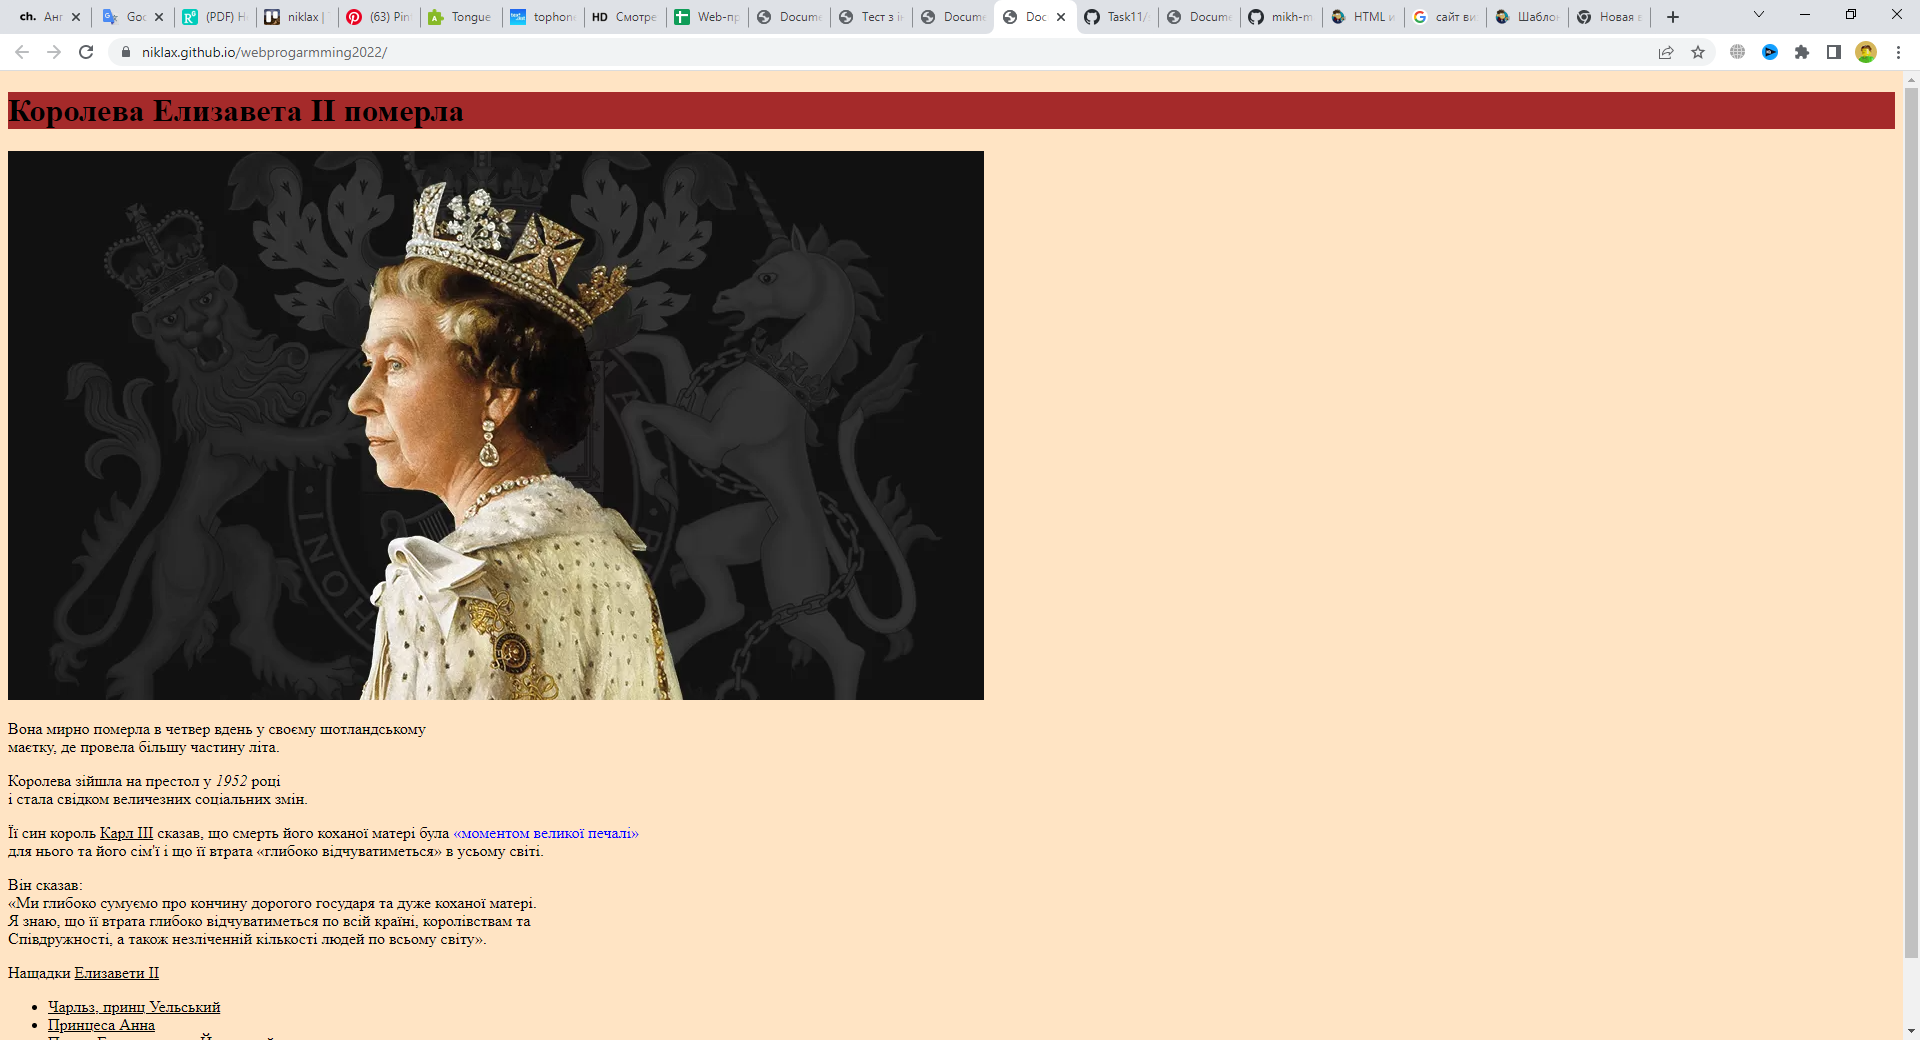 ch. Анг
Goc
(PDF) H
niklax |
(63) Pin
Tongue
tophon
HD Смотре
Web-пр
Docume
Тест з ін
Docume
Doc
Task11/
Docume
mikh-m
HTML и
сайт ви
Шаблон
Новая в
niklax.github.io/webprogarmming2022/
Королева Елизавета II померла
Вона мирно померла в четвер вдень у своєму шотландському
маєтку, де провела більшу частину літа.
Королева зійшла на престол у 1952 році
і стала свідком величезних соціальних змін.
Її син король Карл III сказав, що смерть його коханої матері була «моментом великої печалі»
для нього та його сім'ї і що її втрата «глибоко відчуватиметься» в усьому світі.
Він сказав:
«Ми глибоко сумуємо про кончину дорогого государя та дуже коханої матері.
Я знаю, що її втрата глибоко відчуватиметься по всій країні, королівствам та
Співдружності, а також незліченній кількості людей по всьому світу».
Нащадки Елизавети II
Чарльз, принц Уельський
Принцеса Анна